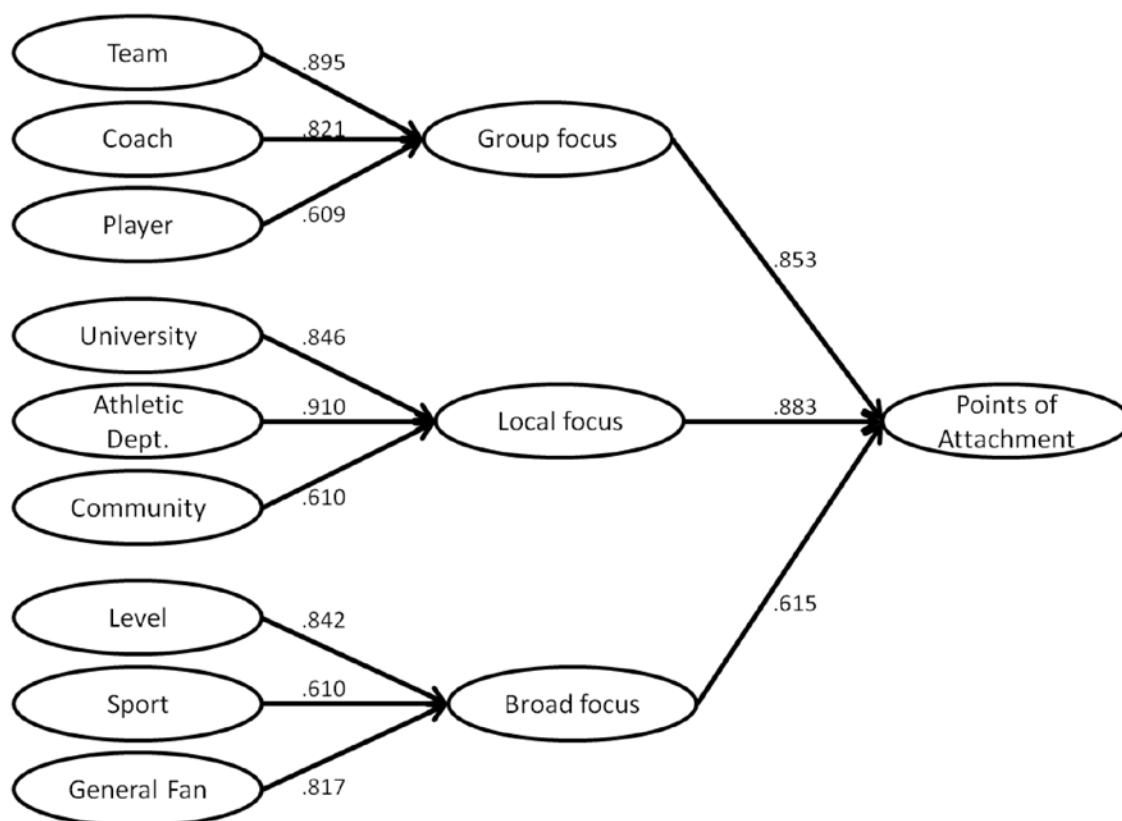 Team
.895
Coach
.821
Group focus
Player
.609
.853
University
.846
Athletic
Dept.
.910
Local focus
.883
Points of
Attachment
Community
.610
Level
.842
.615
Sport
.610
Broad focus
General Fan
.817